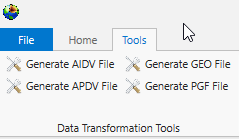 File Home Tools
Generate AIDV File Generate GEO File
Generate APDV File Generate PGF File
Data Transformation Tools